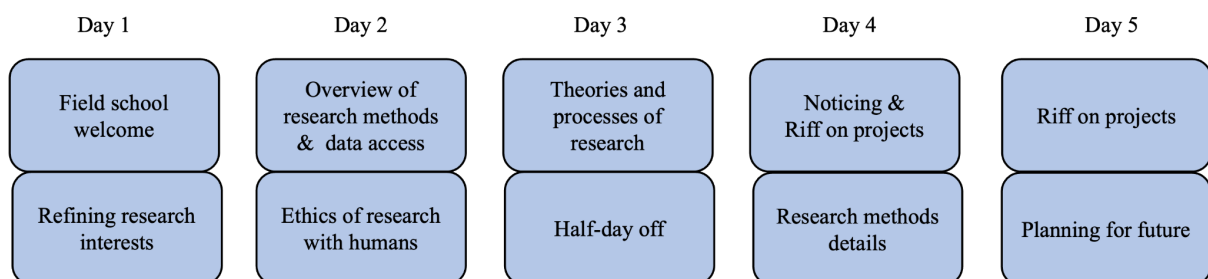 Day 1
Day 2
Day 3
Day 4
Day 5
Field school
welcome
Overview of
research methods
& data access
Theories and
processes of
research
Noticing &
Riff on projects
Riff on projects
Refining research
interests
Ethics of research
with humans
Half-day off
Research methods
details
Planning for future